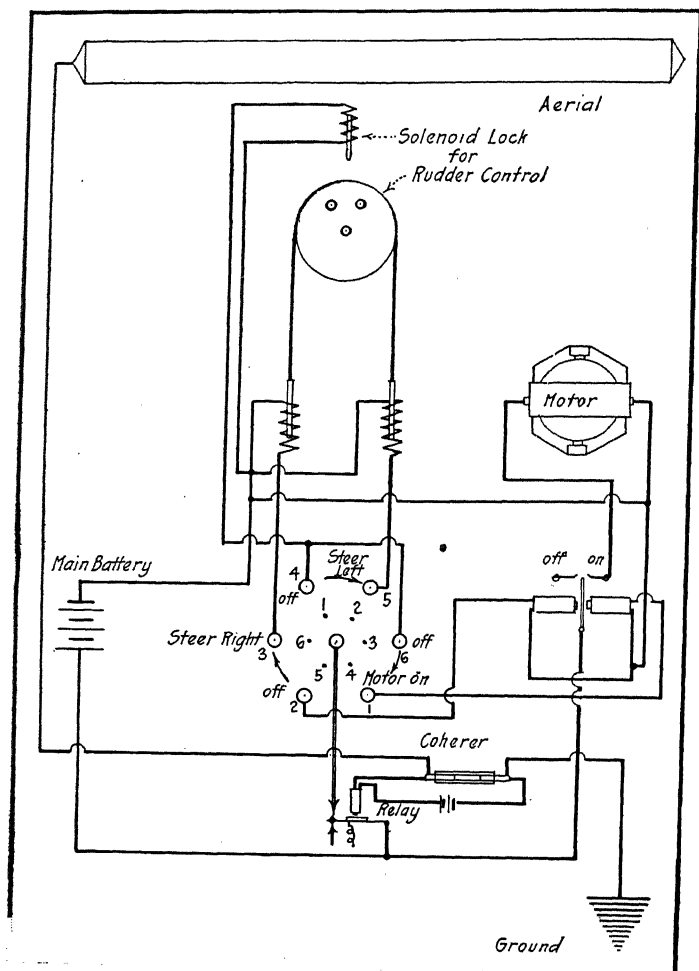 Aerial
Solenoid Lock
for
Rudder Control
Motor
off on
Main Battery
Steer
Left
4
off
5
1
2
Steer Right
3
6
3
off
6
5
4
Motor on
off
2
1
Coherer
Relay
Ground